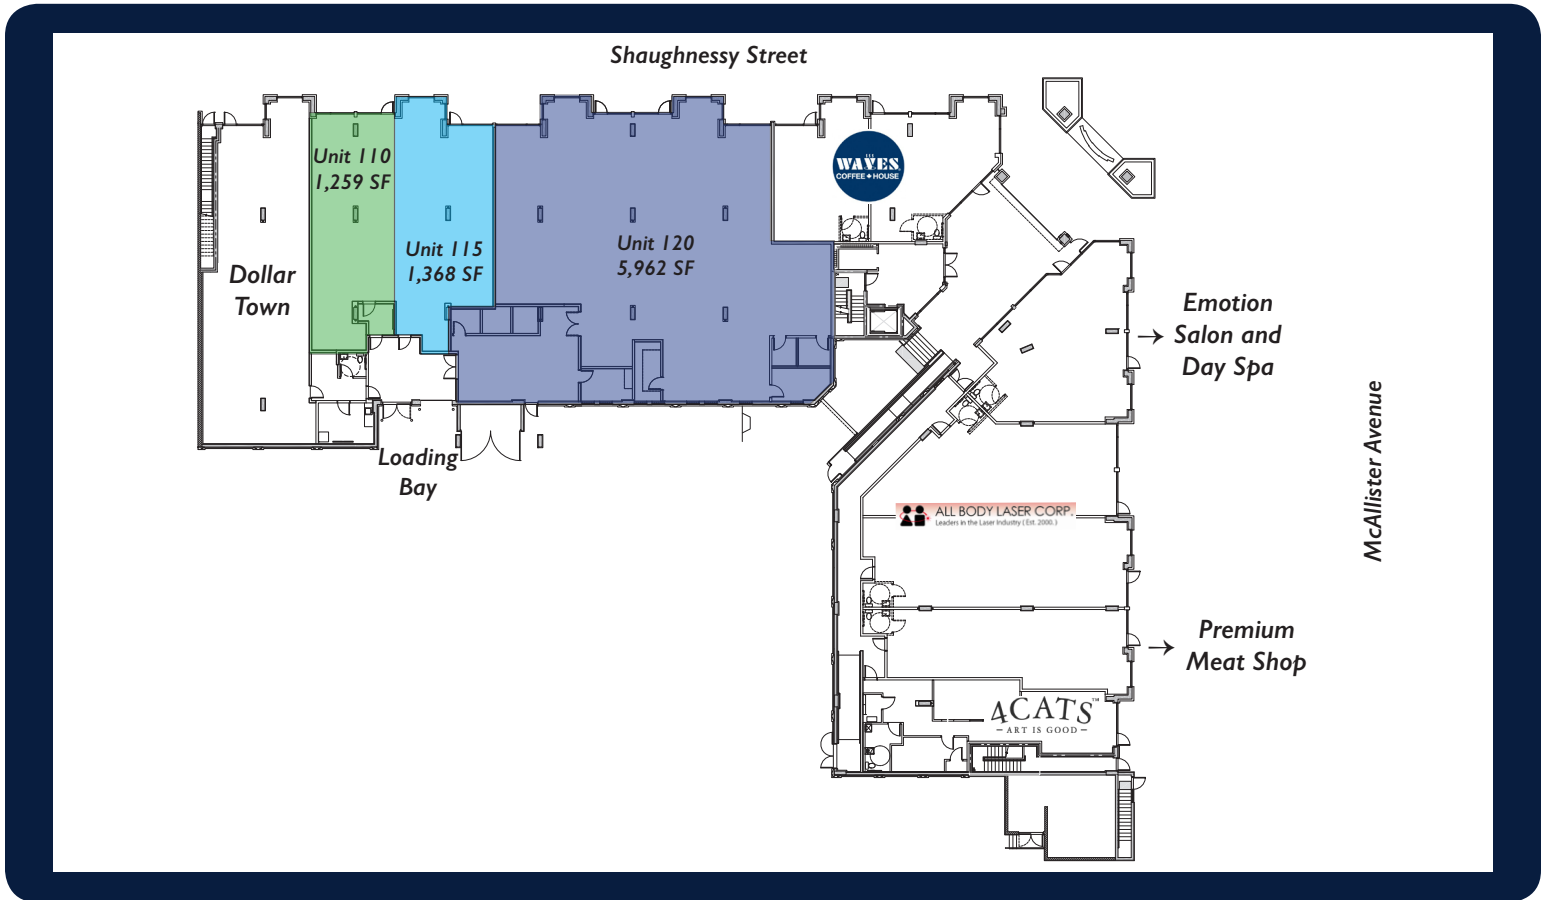 Shaughnessy Street
Unit 110
1,259 SF
WAVES
COFFEE HOUSE
Unit 115
1,368 SF
Unit 120
5,962 SF
Dollar
Town
Emotion
Salon and
Day Spa
McAllister Avenue
Loading
Bay
ALL BODY LASER CORP.
Leaders in the Laser Industry ( Est. 2000. )
Premium
Meat Shop
4CATS™
– ART IS GOOD –